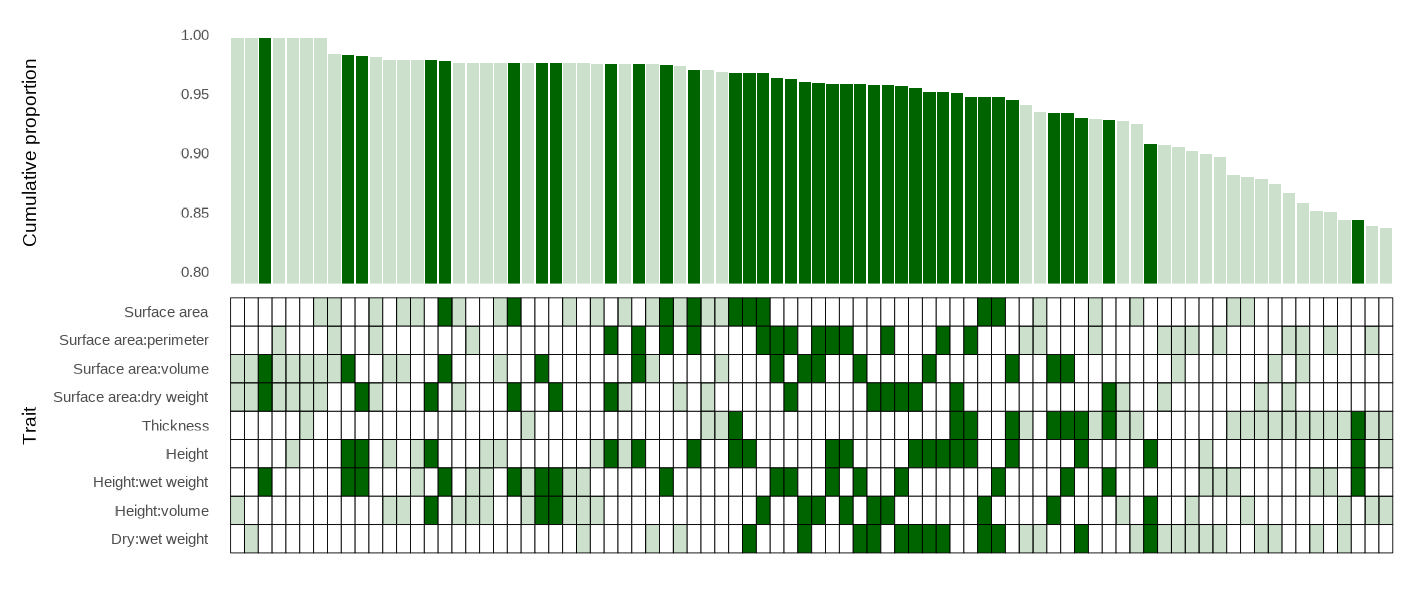 Cumulative proportion
1.00
0.95
0.90
0.85
0.80
Trait
Surface area
Surface area:perimeter
Surface area:volume
Surface area:dry weight
Thickness
Height
Height:wet weight
Height:volume
Dry:wet weight